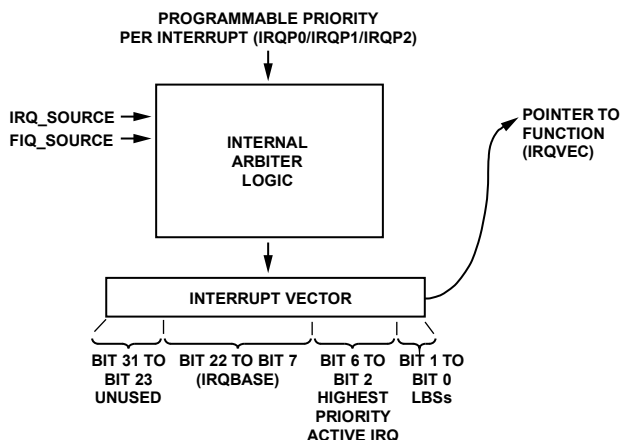 PROGRAMMABLE PRIORITY
PER INTERRUPT (IRQP0/IRQP1/IRQP2)
IRQ_SOURCE
FIQ_SOURCE
INTERNAL
ARBITER
LOGIC
POINTER TO
FUNCTION
(IRQVEC)
INTERRUPT VECTOR
BIT 31 TO
BIT 23
UNUSED
BIT 22 TO BIT 7
(IRQBASE)
BIT 6 TO
BIT 2
HIGHEST
PRIORITY
ACTIVE IRQ
BIT 1 TO
BIT 0
LBSs